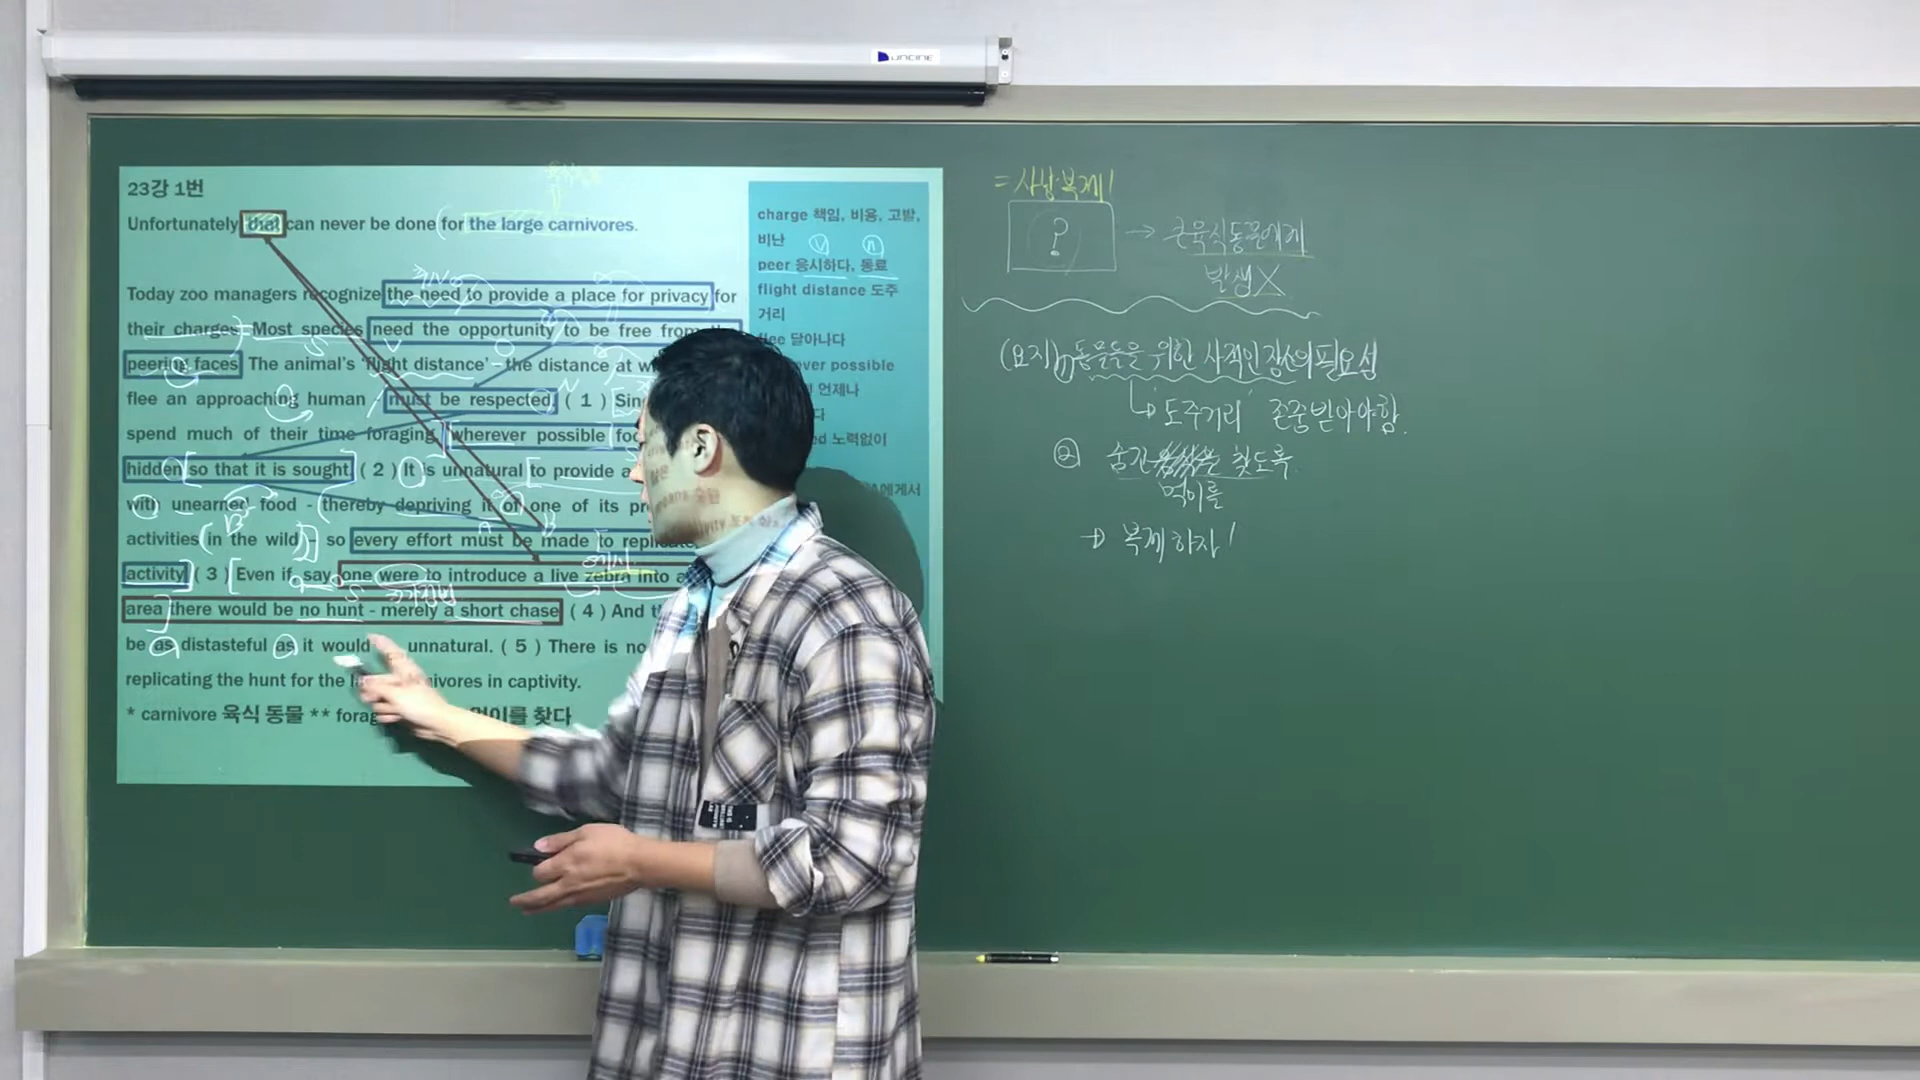 UNCINE
23강 1번
Unfortunately that can never be done for the large carnivores.
Today zoo managers recognize the need to provide a place for privacy for
their charges. Most species need the opportunity to be free from
peering faces. The animal's 'flight distance' - the distance at
flee an approaching human - must be respected. ( 1 )
spend much of their time foraging, wherever possible
hidden so that it is sought. ( 2 ) It is unnatural to provide
with unearned food - thereby depriving it of one of its
activities in the wild - so every effort must be made to
activity. ( 3 ) Even if, say one were to introduce a live zebra into
area there would be no hunt - merely a short chase. ( 4 ) And
be as distasteful as it would unnatural. ( 5 ) There is no
replicating the hunt for the in captivity.
* carnivore 육식 동물 ** 먹이를 찾다
charge 책임, 비용, 고발,
비난
v n
peer 응시하다, 동료
flight distance 도주
거리
flee 달아나다
possible
언제나
노력없이
에게서
= 사냥 복제!
? → 큰 육식동물에게
발생 X
(요지) ① 동물들을 위한 사적인 장소의 필요성
도주거리 존중받아야함.
② 숨긴 찾도록
먹이를
→ 복제하자!